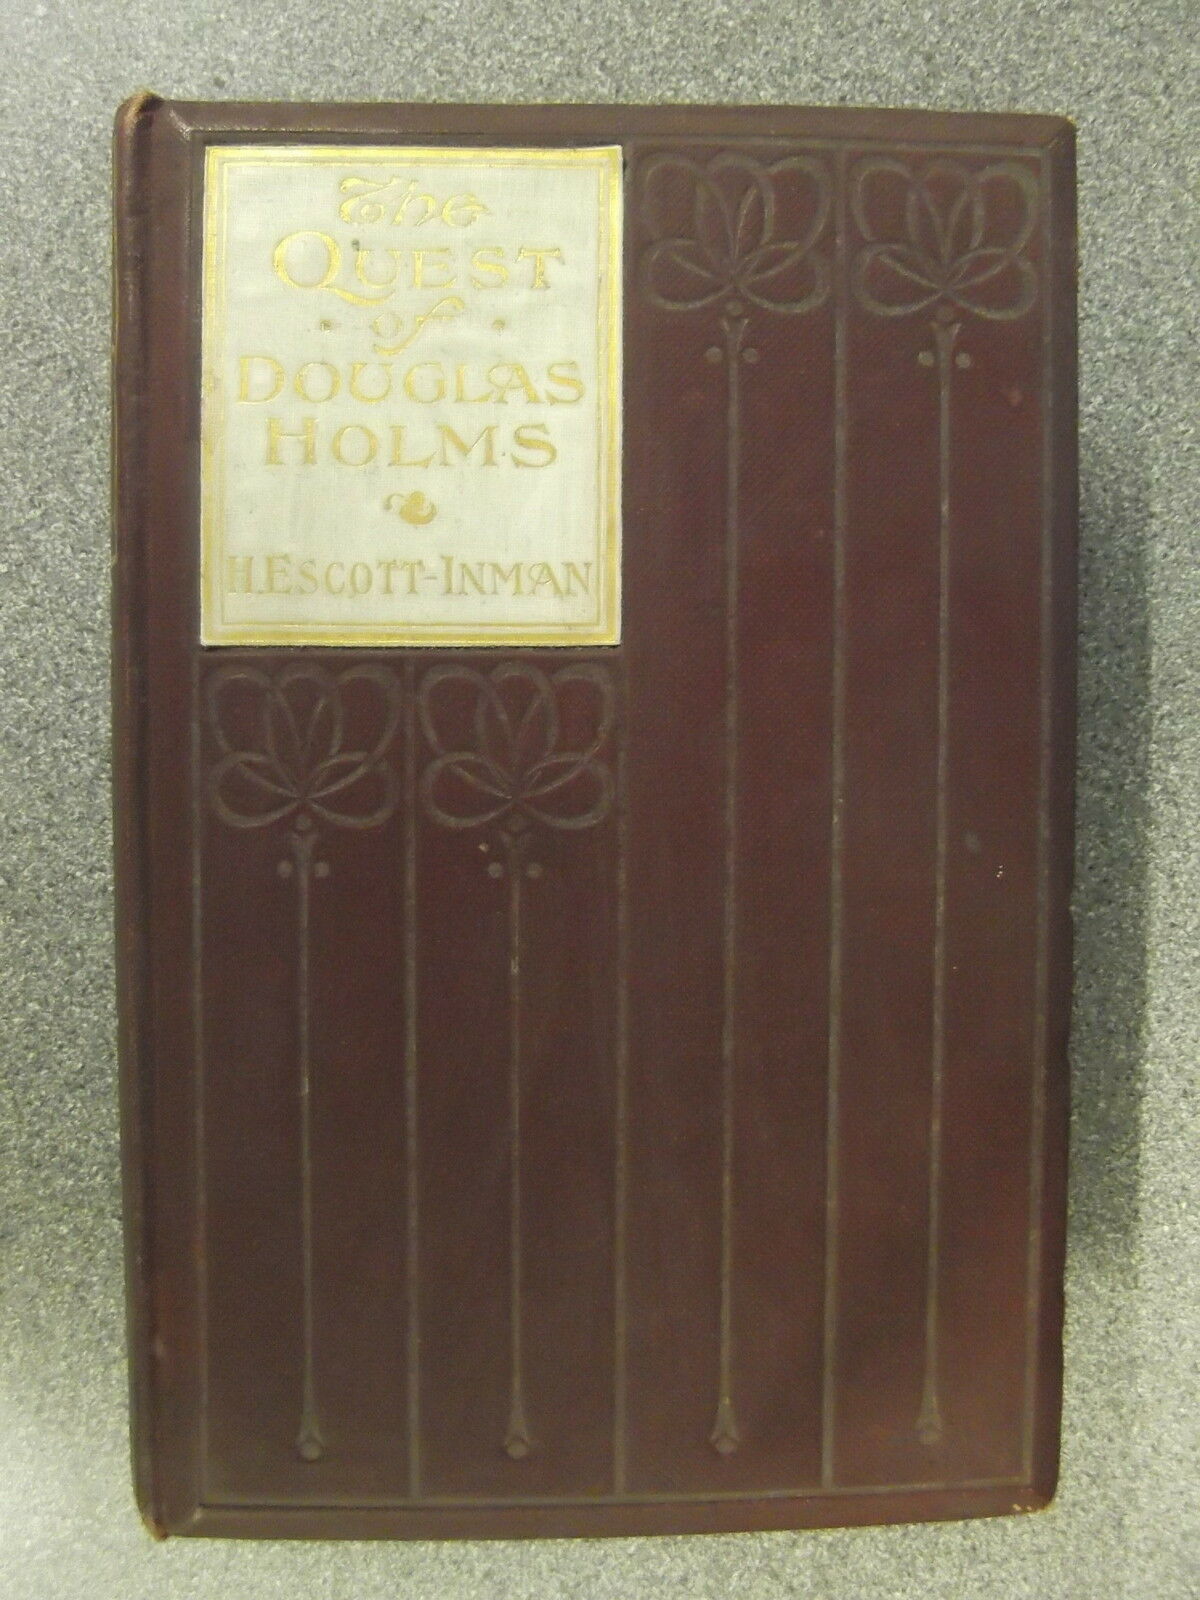 The
QUEST
of
DOUGLAS
HOLMS
H. ESCOTT-INMAN